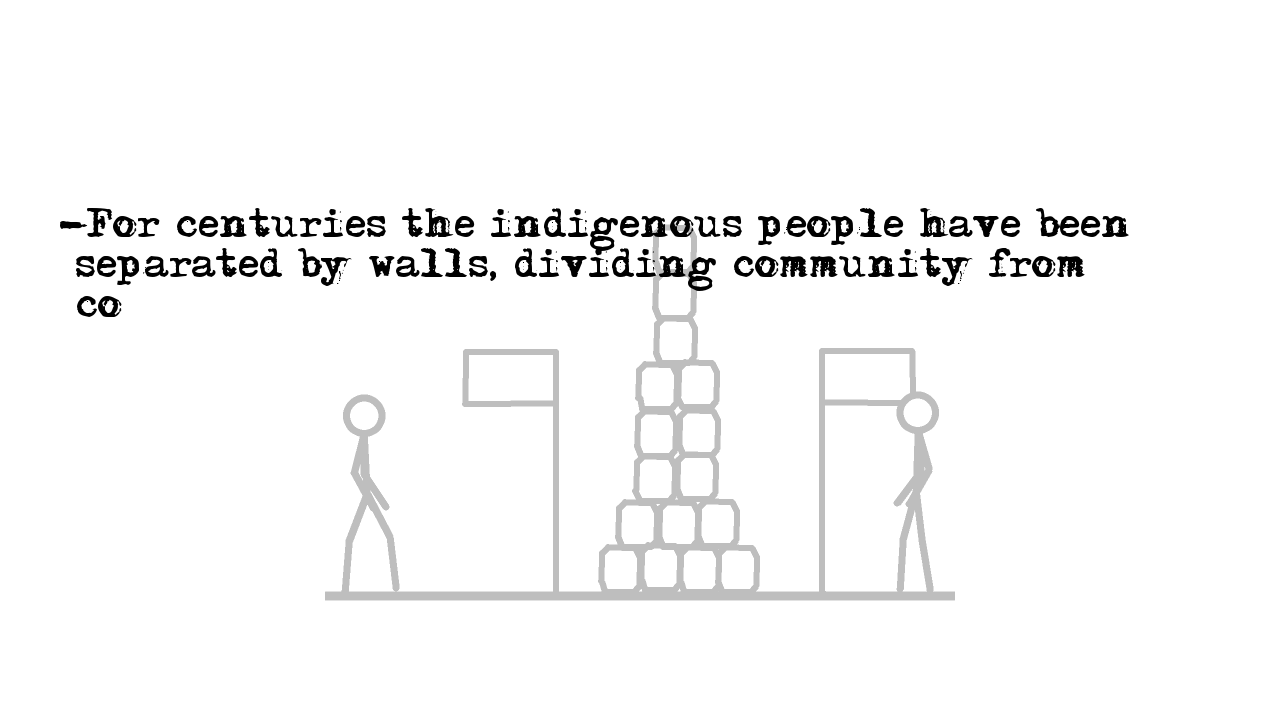 -For centuries the indigenous people have been
separated by walls, dividing community from
co